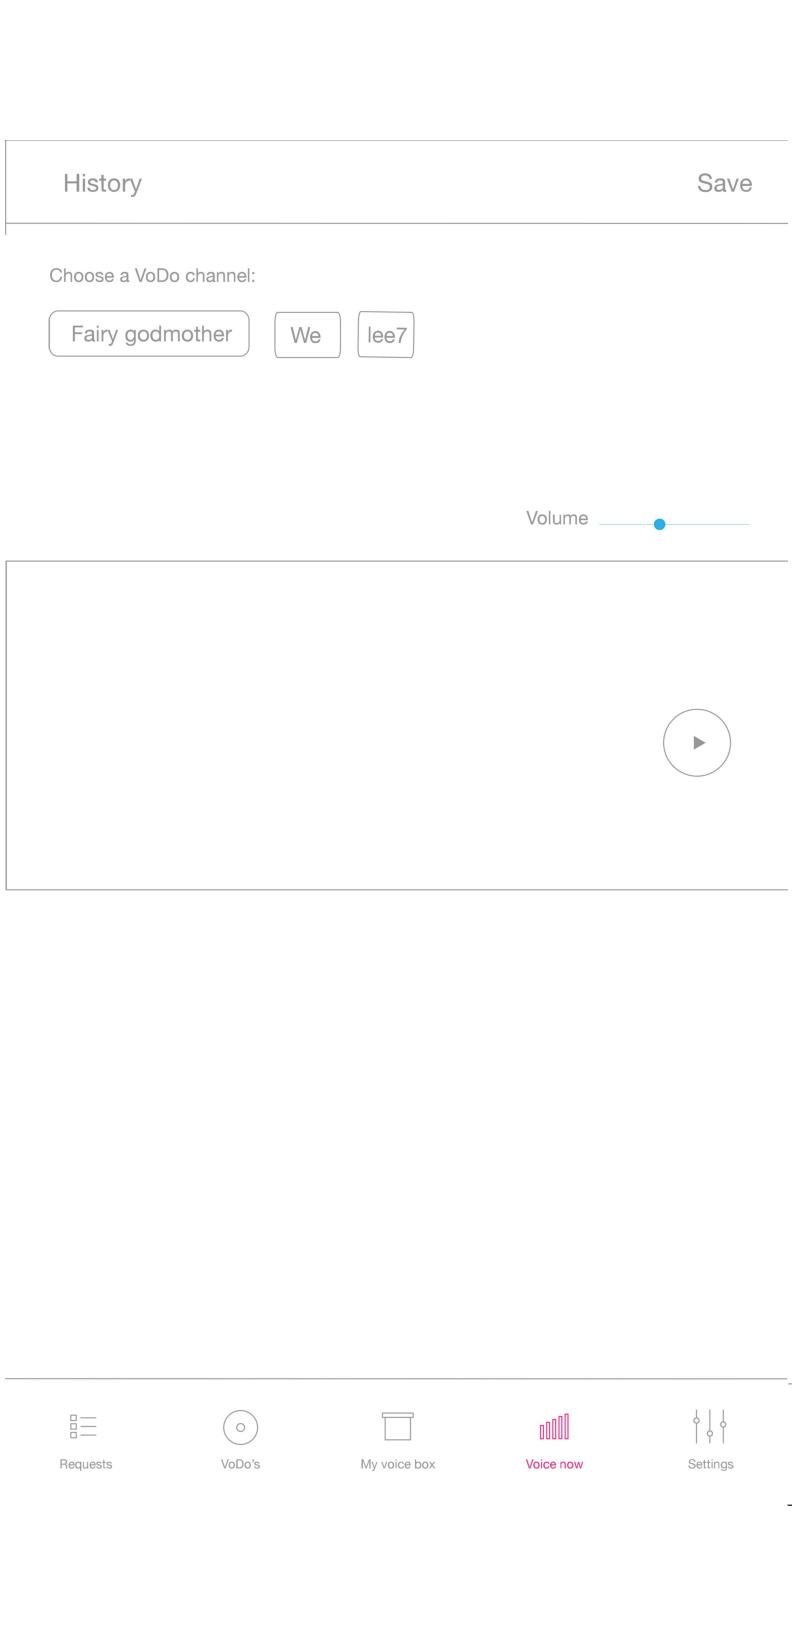 History Save
Choose a VoDo channel:
Fairy godmother We lee7
Volume
Requests VoDo's My voice box Voice now Settings